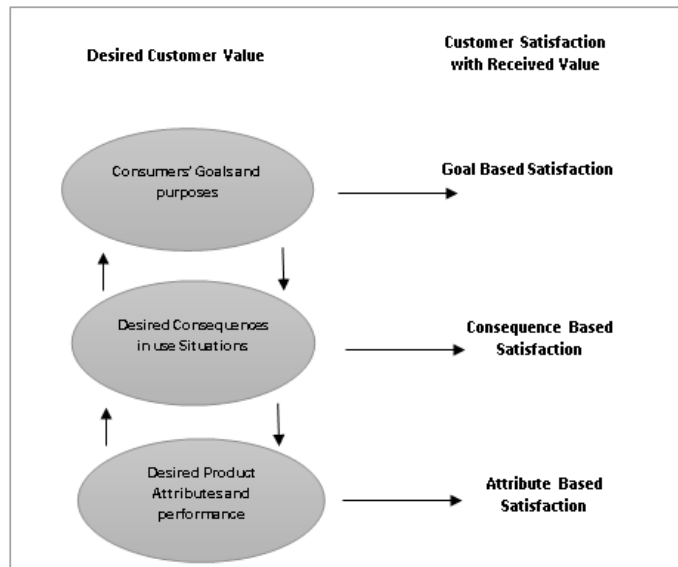 Desired Customer Value
Customer Satisfaction
with Received Value
Consumers' Goals and
purposes
Goal Based Satisfaction
Desired Consequences
in use Situations
Consequence Based
Satisfaction
Desired Product
Attributes and
performance
Attribute Based
Satisfaction